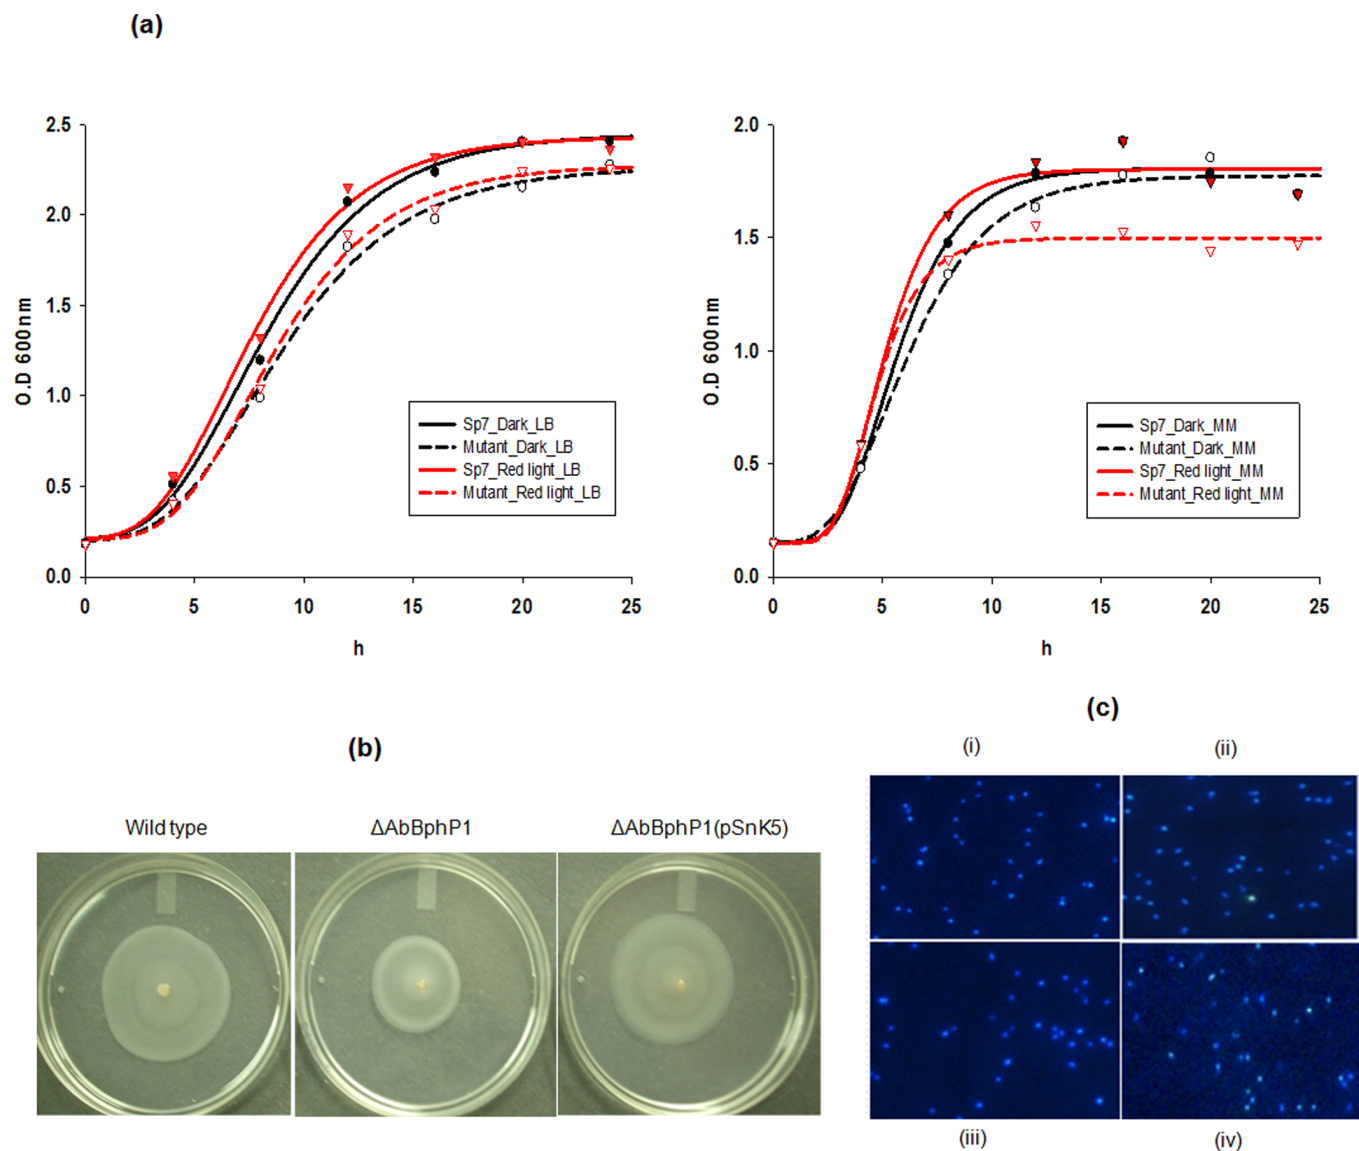 (a)
2.5
2.0
1.5
1.0
0.5
0.0
O.D 600nm
0 5 10 15 20 25
h
Sp7_Dark_LB
Mutant_Dark_LB
Sp7_Red light_LB
Mutant_Red light_LB
2.0
1.5
1.0
0.5
0.0
O.D 600nm
0 5 10 15 20 25
h
Sp7_Dark_MM
Mutant_Dark_MM
Sp7_Red light_MM
Mutant_Red light_MM
(b)
Wild type
ΔAbBphP1
ΔAbBphP1(pSnK5)
(c)
(i)
(ii)
(iii)
(iv)